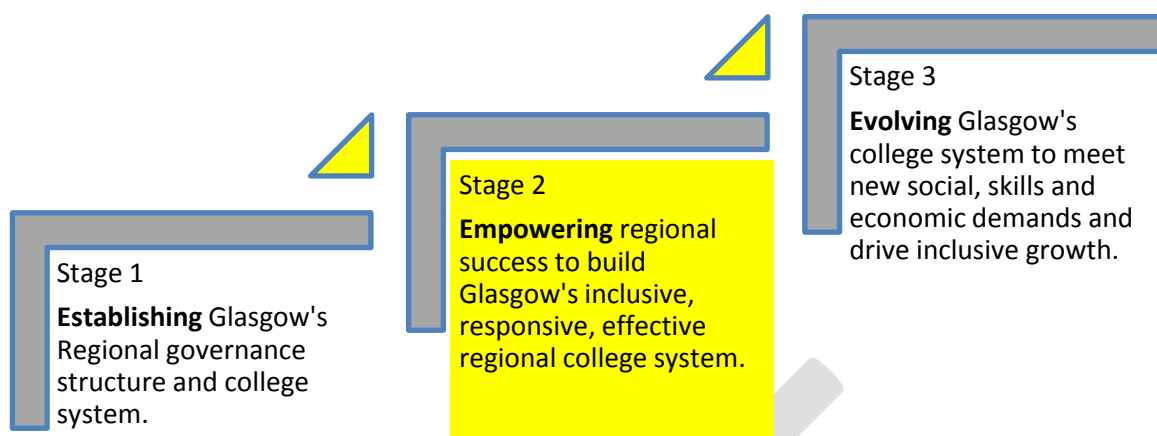 Stage 1
Establishing Glasgow's
Regional governance
structure and college
system.
Stage 2
Empowering regional
success to build
Glasgow's inclusive,
responsive, effective
regional college system.
Stage 3
Evolving Glasgow's
college system to meet
new social, skills and
economic demands and
drive inclusive growth.